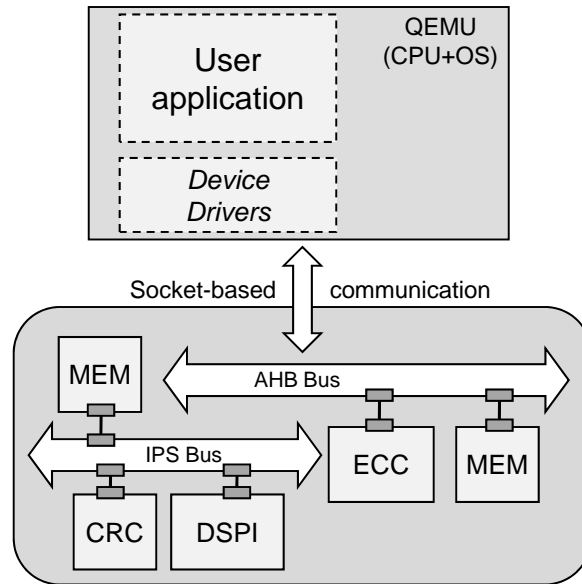 QEMU
(CPU+OS)
User
application
Device
Drivers
Socket-based communication
MEM
AHB Bus
IPS Bus
ECC
MEM
CRC
DSPI